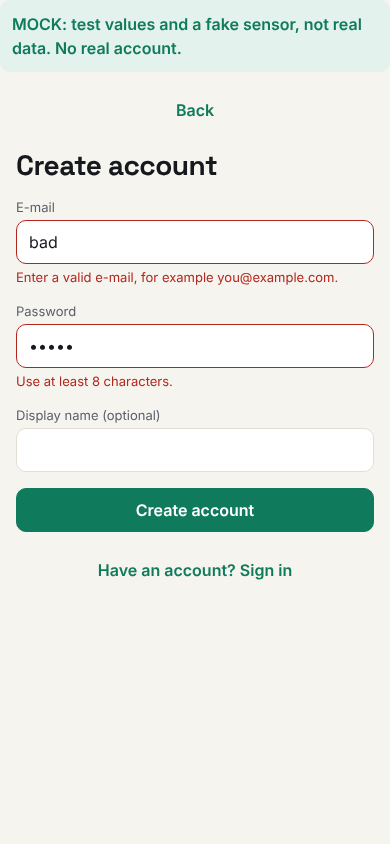 MOCK: test values and a fake sensor, not real
data. No real account.
Back
Create account
E-mail
bad
Enter a valid e-mail, for example you@example.com.
Password
•••••
Use at least 8 characters.
Display name (optional)
Create account
Have an account? Sign in